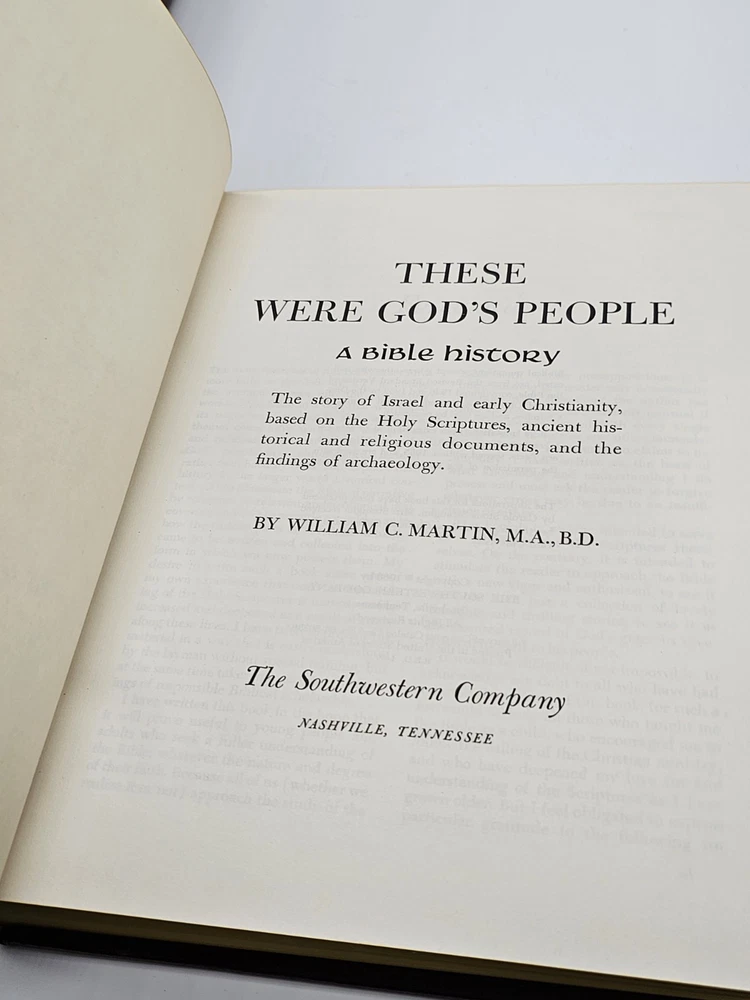 THESE
WERE GOD'S PEOPLE
A Bible History
The story of Israel and early Christianity,
based on the Holy Scriptures, ancient his-
torical and religious documents, and the
findings of archaeology.
BY WILLIAM C. MARTIN, M.A., B.D.
The Southwestern Company
NASHVILLE, TENNESSEE